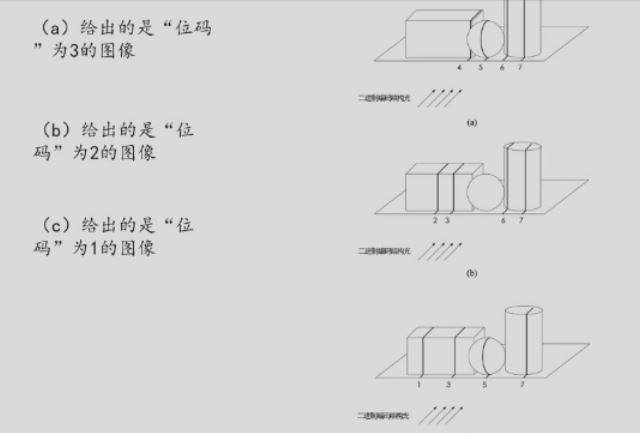 （a）给出的是“位码
”为3的图像
4 5 6 7
二进制编码结构光
(a)
（b）给出的是“位
码”为2的图像
2 3 6 7
二进制编码结构光
(b)
（c）给出的是“位
码”为1的图像
1 3 5 7
二进制编码结构光